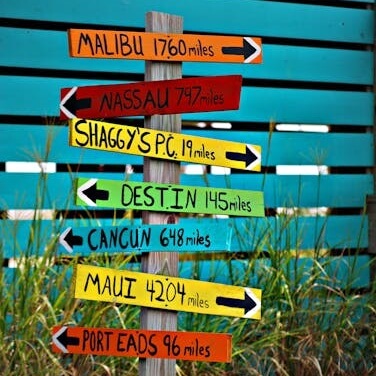 MALIBU 1760 miles
NASSAU 797 miles
SHAGGY'S P.C. 19 miles
DESTIN 145 miles
CANCUN 648 miles
MAUI 4204 miles
PORT EADS 96 miles